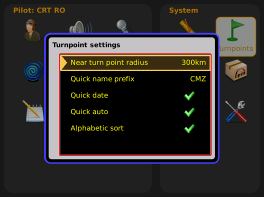 Pilot: CRT RO
System
Turnpoint settings
Near turn point radius 300km
Quick name prefix CMZ
Quick date
Quick auto
Alphabetic sort
urnpoints